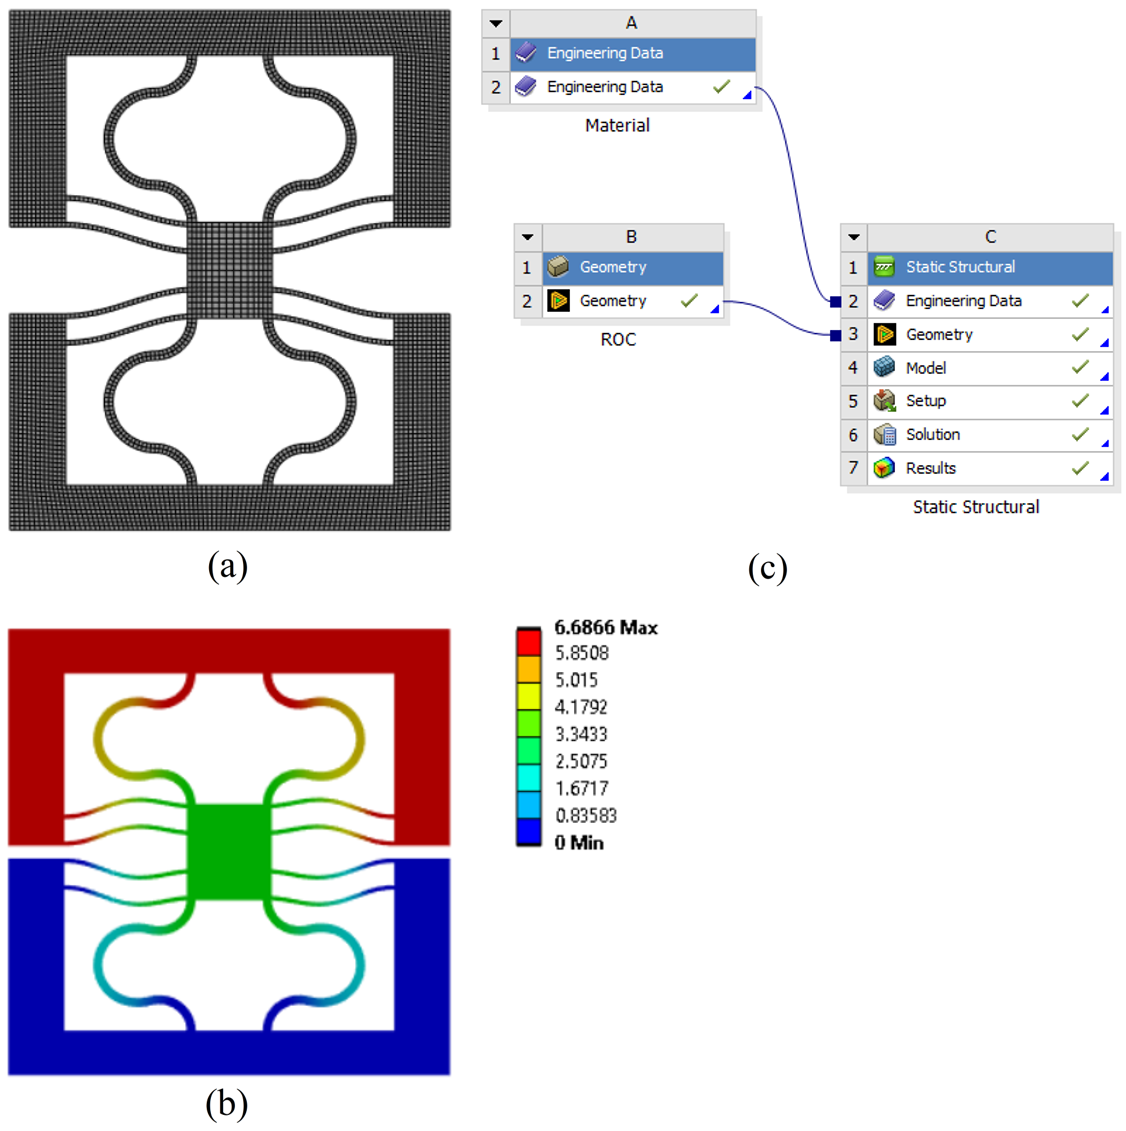 A
1 Engineering Data
2 Engineering Data
Material
B
1 Geometry
2 Geometry
ROC
C
1 Static Structural
2 Engineering Data
3 Geometry
4 Model
5 Setup
6 Solution
7 Results
Static Structural
(a)
(c)
6.6866 Max
5.8508
5.015
4.1792
3.3433
2.5075
1.6717
0.83583
0 Min
(b)